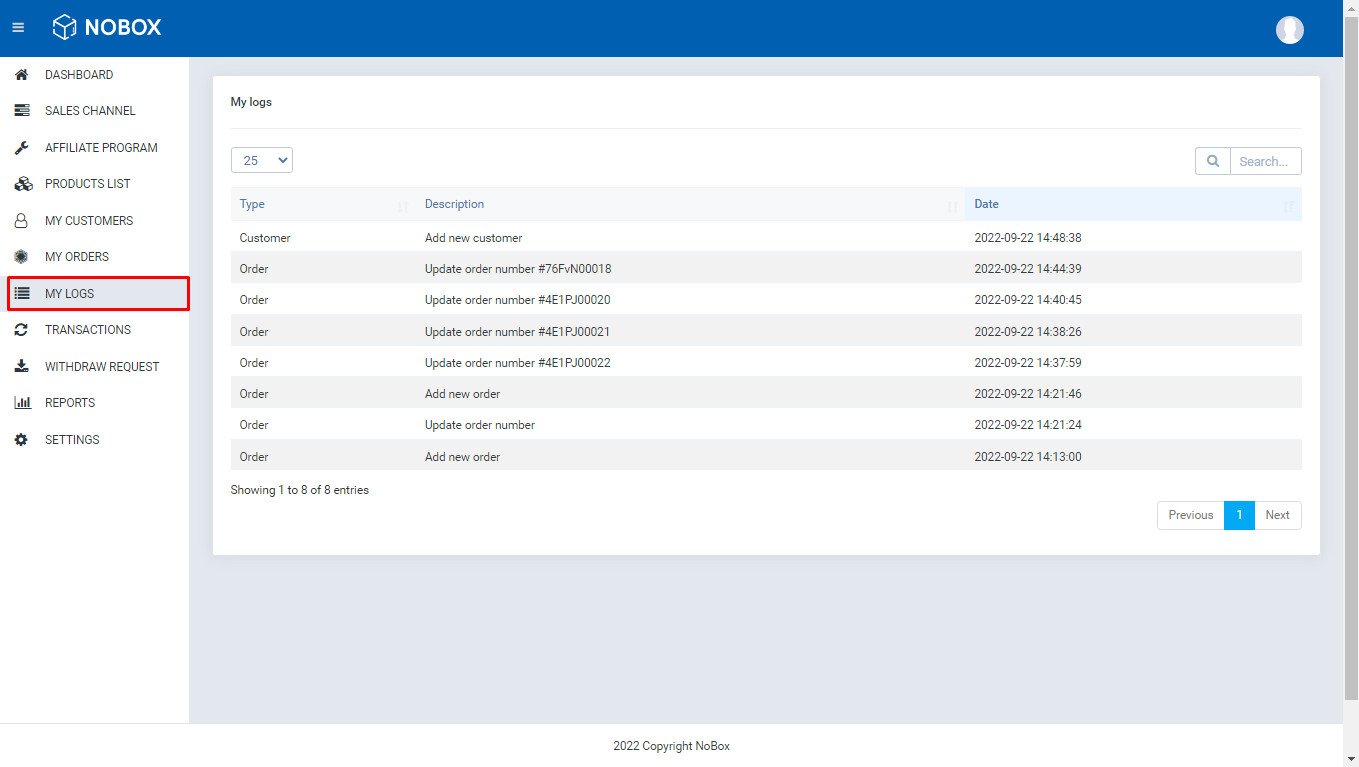 NOBOX
DASHBOARD
SALES CHANNEL
AFFILIATE PROGRAM
PRODUCTS LIST
MY CUSTOMERS
MY ORDERS
MY LOGS
TRANSACTIONS
WITHDRAW REQUEST
REPORTS
SETTINGS
My logs
25 Search...
Type Description Date
Customer Add new customer 2022-09-22 14:48:38
Order Update order number #76FvN00018 2022-09-22 14:44:39
Order Update order number #4E1PJ00020 2022-09-22 14:40:45
Order Update order number #4E1PJ00021 2022-09-22 14:38:26
Order Update order number #4E1PJ00022 2022-09-22 14:37:59
Order Add new order 2022-09-22 14:21:46
Order Update order number 2022-09-22 14:21:24
Order Add new order 2022-09-22 14:13:00
Showing 1 to 8 of 8 entries
Previous 1 Next
2022 Copyright NoBox